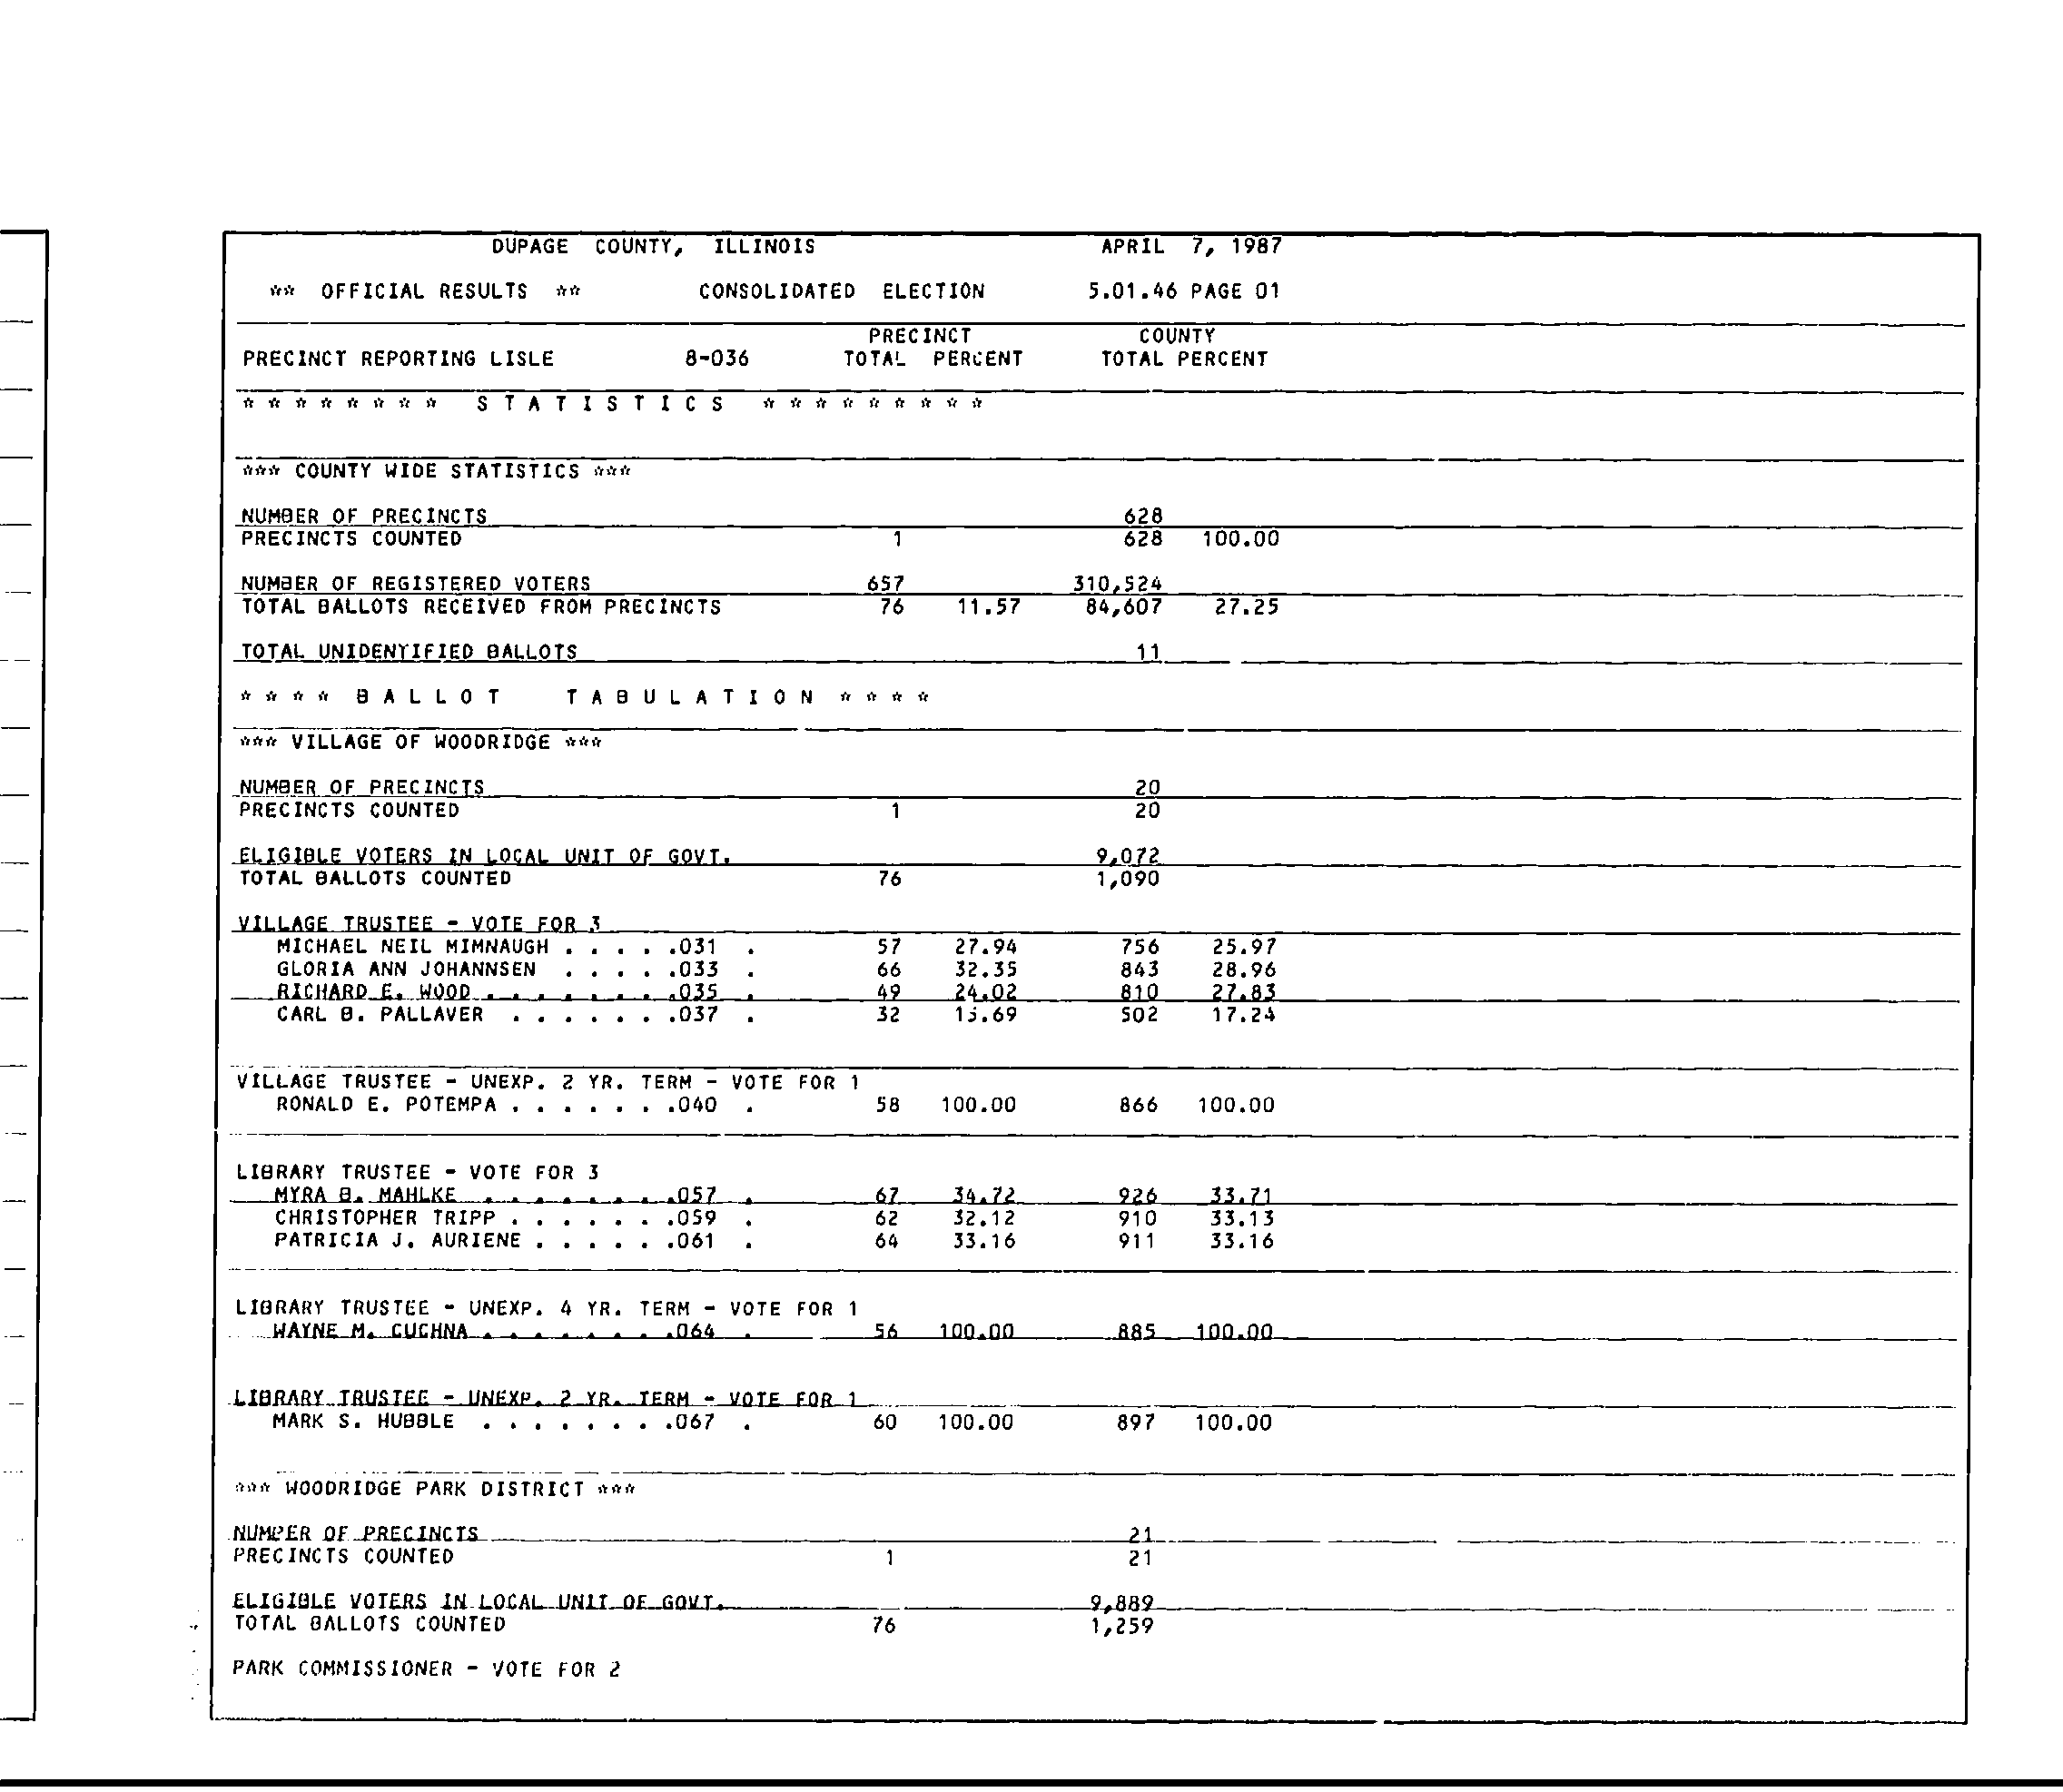 DUPAGE COUNTY, ILLINOIS APRIL 7, 1987
** OFFICIAL RESULTS ** CONSOLIDATED ELECTION 5.01.46 PAGE 01
PRECINCT COUNTY
PRECINCT REPORTING LISLE 8-036 TOTAL PERCENT TOTAL PERCENT
* * * * * * * * S T A T I S T I C S * * * * * * * * *
*** COUNTY WIDE STATISTICS ***
NUMBER OF PRECINCTS 628
PRECINCTS COUNTED 1 628 100.00
NUMBER OF REGISTERED VOTERS 657 310,524
TOTAL BALLOTS RECEIVED FROM PRECINCTS 76 11.57 84,607 27.25
TOTAL UNIDENTIFIED BALLOTS 11
* * * * B A L L O T T A B U L A T I O N * * * *
*** VILLAGE OF WOODRIDGE ***
NUMBER OF PRECINCTS 20
PRECINCTS COUNTED 1 20
ELIGIBLE VOTERS IN LOCAL UNIT OF GOVT. 9,072
TOTAL BALLOTS COUNTED 76 1,090
VILLAGE TRUSTEE - VOTE FOR 3
MICHAEL NEIL MIMNAUGH . . . . .031 . 57 27.94 756 25.97
GLORIA ANN JOHANNSEN . . . . .033 . 66 32.35 843 28.96
RICHARD E. WOOD . . . . . . . .035 . 49 24.02 810 27.83
CARL B. PALLAVER . . . . . . .037 . 32 15.69 502 17.24
VILLAGE TRUSTEE - UNEXP. 2 YR. TERM - VOTE FOR 1
RONALD E. POTEMPA . . . . . . .040 . 58 100.00 866 100.00
LIBRARY TRUSTEE - VOTE FOR 3
MYRA B. MAHLKE . . . . . . . .057 . 67 34.72 926 33.71
CHRISTOPHER TRIPP . . . . . . .059 . 62 32.12 910 33.13
PATRICIA J. AURIENE . . . . . .061 . 64 33.16 911 33.16
LIBRARY TRUSTEE - UNEXP. 4 YR. TERM - VOTE FOR 1
WAYNE M. CUCHNA . . . . . . . .064 . 56 100.00 885 100.00
LIBRARY TRUSTEE - UNEXP. 2 YR. TERM - VOTE FOR 1
MARK S. HUBBLE . . . . . . . .067 . 60 100.00 897 100.00
*** WOODRIDGE PARK DISTRICT ***
NUMBER OF PRECINCTS 21
PRECINCTS COUNTED 1 21
ELIGIBLE VOTERS IN LOCAL UNIT OF GOVT. 9,889
TOTAL BALLOTS COUNTED 76 1,259
PARK COMMISSIONER - VOTE FOR 2